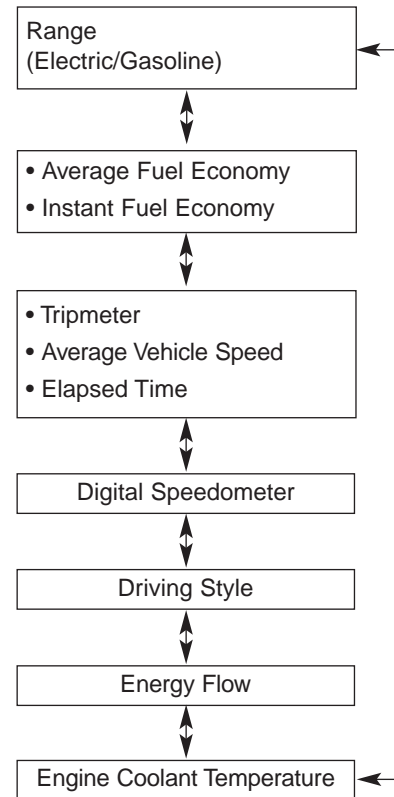 Range
(Electric/Gasoline)
• Average Fuel Economy
• Instant Fuel Economy
• Tripmeter
• Average Vehicle Speed
• Elapsed Time
Digital Speedometer
Driving Style
Energy Flow
Engine Coolant Temperature